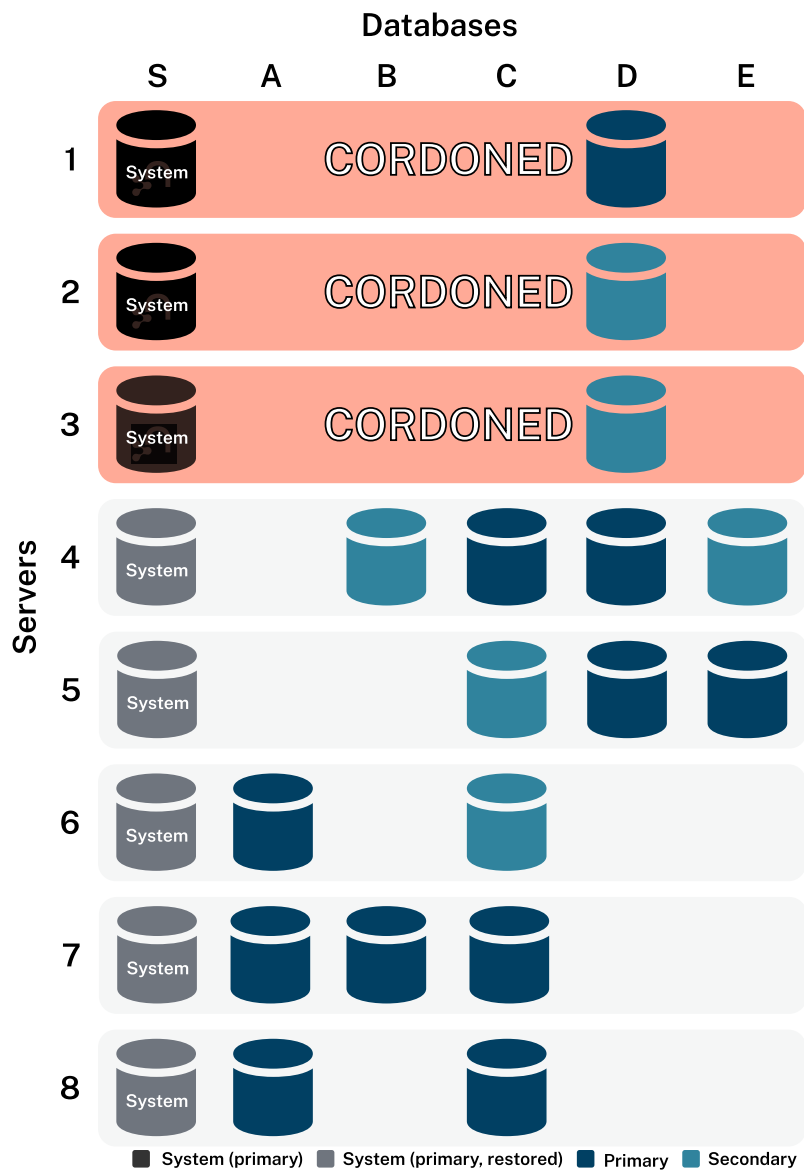 Databases
S A B C D E
1 System CORDONED
2 System CORDONED
3 System CORDONED
Servers
4 System
5 System
6 System
7 System
8 System
System (primary) System (primary, restored) Primary Secondary